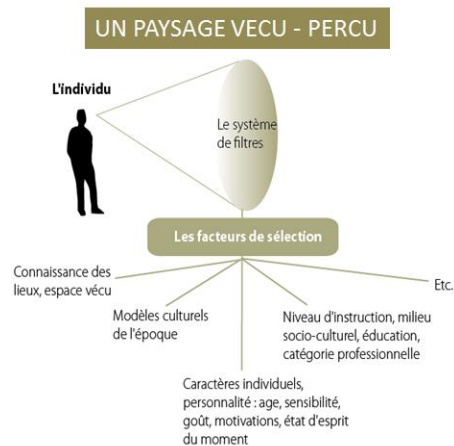 UN PAYSAGE VECU - PERCU
L'individu
Le système
de filtres
Les facteurs de sélection
Connaissance des
lieux, espace vécu
Modèles culturels
de l'époque
Caractères individuels,
personnalité : age, sensibilité,
goût, motivations, état d'esprit
du moment
Niveau d'instruction, milieu
socio-culturel, éducation,
catégorie professionnelle
Etc.